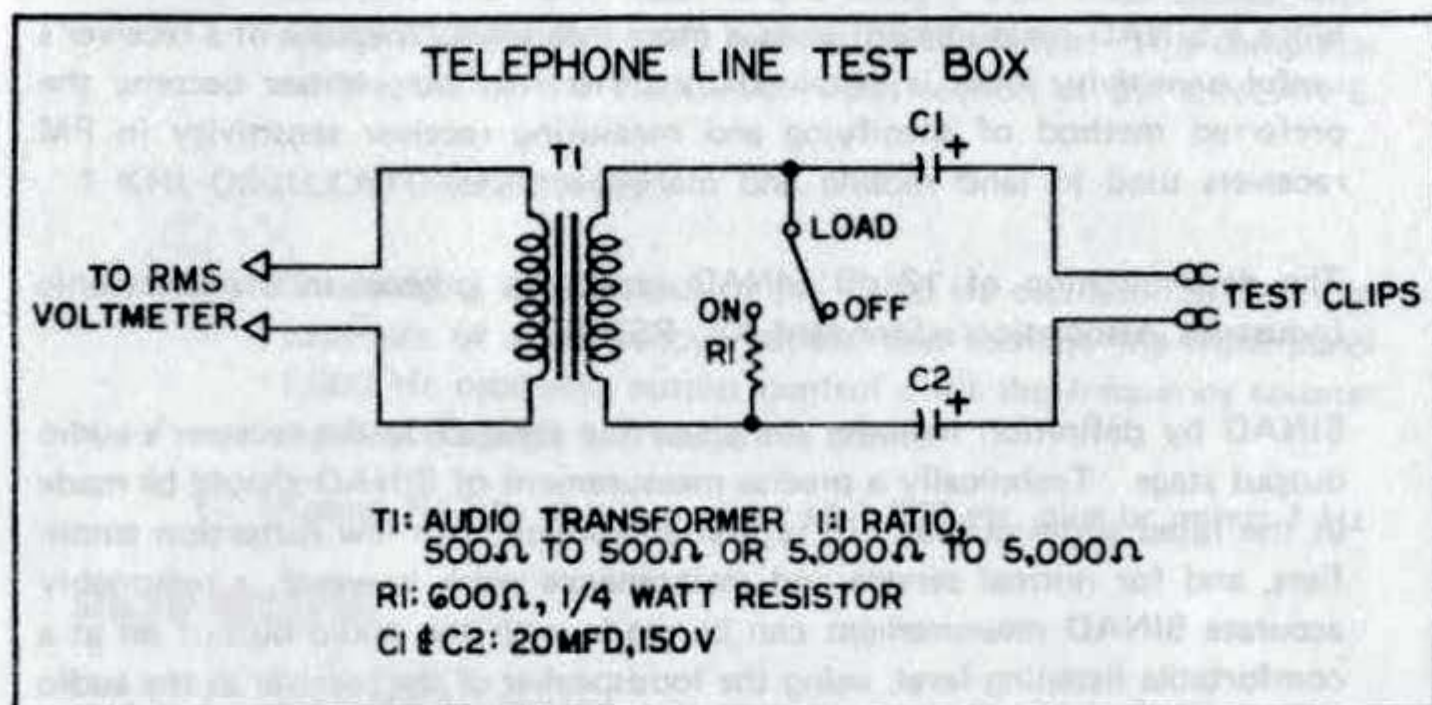 TELEPHONE LINE TEST BOX
C1
+
T1
LOAD
TO RMS
VOLTMETER
ON
OFF
TEST CLIPS
R1
C2
+
T1: AUDIO TRANSFORMER 1:1 RATIO,
500Ω TO 500Ω OR 5,000Ω TO 5,000Ω
R1: 600Ω, 1/4 WATT RESISTOR
C1 & C2: 20MFD, 150V